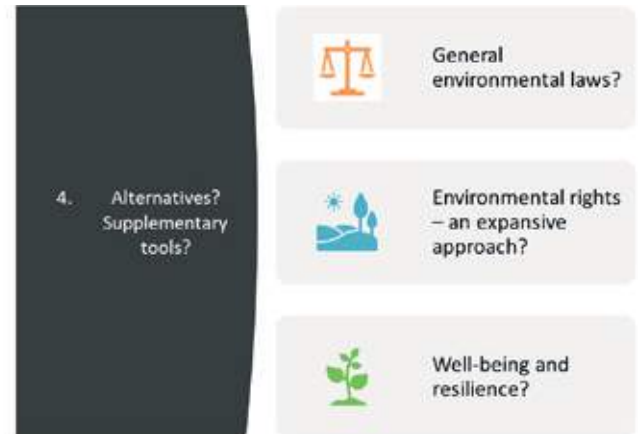 4. Alternatives?
Supplementary
tools?
General
environmental laws?
Environmental rights
– an expansive
approach?
Well-being and
resilience?